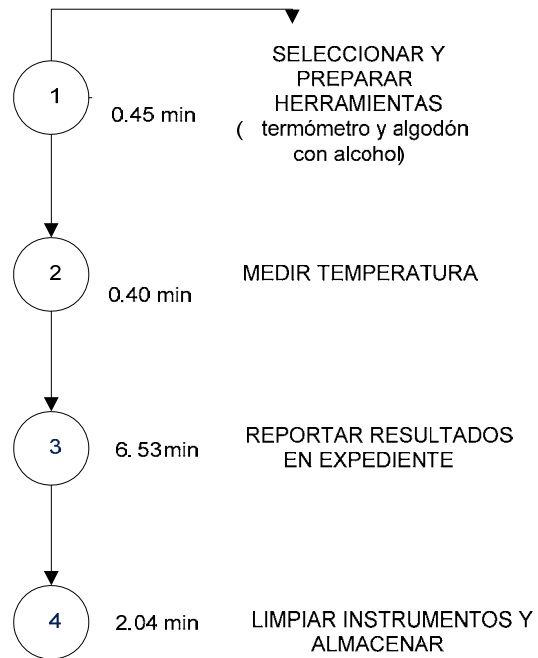 SELECCIONAR Y
PREPARAR
HERRAMIENTAS
( termómetro y algodón
con alcohol)
1
0.45 min
2
0.40 min
MEDIR TEMPERATURA
3
6.53min
REPORTAR RESULTADOS
EN EXPEDIENTE
4
2.04 min
LIMPIAR INSTRUMENTOS Y
ALMACENAR